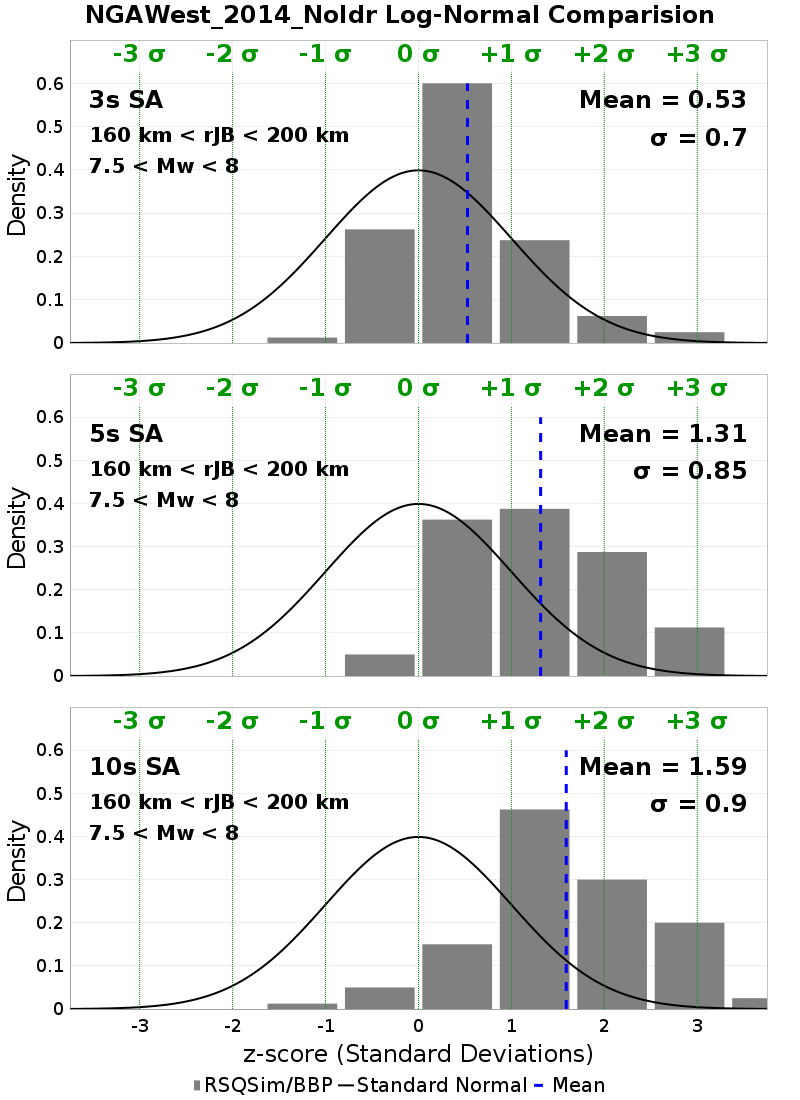 NGAWest_2014_NoIdr Log-Normal Comparision
-3 σ -2 σ -1 σ 0 σ +1 σ +2 σ +3 σ
3s SA
160 km < rJB < 200 km
7.5 < Mw < 8
Mean = 0.53
σ = 0.7
Density
0.6
0.5
0.4
0.3
0.2
0.1
0
-3 σ -2 σ -1 σ 0 σ +1 σ +2 σ +3 σ
5s SA
160 km < rJB < 200 km
7.5 < Mw < 8
Mean = 1.31
σ = 0.85
Density
0.6
0.5
0.4
0.3
0.2
0.1
0
-3 σ -2 σ -1 σ 0 σ +1 σ +2 σ +3 σ
10s SA
160 km < rJB < 200 km
7.5 < Mw < 8
Mean = 1.59
σ = 0.9
Density
0.6
0.5
0.4
0.3
0.2
0.1
0
-3 -2 -1 0 1 2 3
z-score (Standard Deviations)
RSQSim/BBP Standard Normal Mean